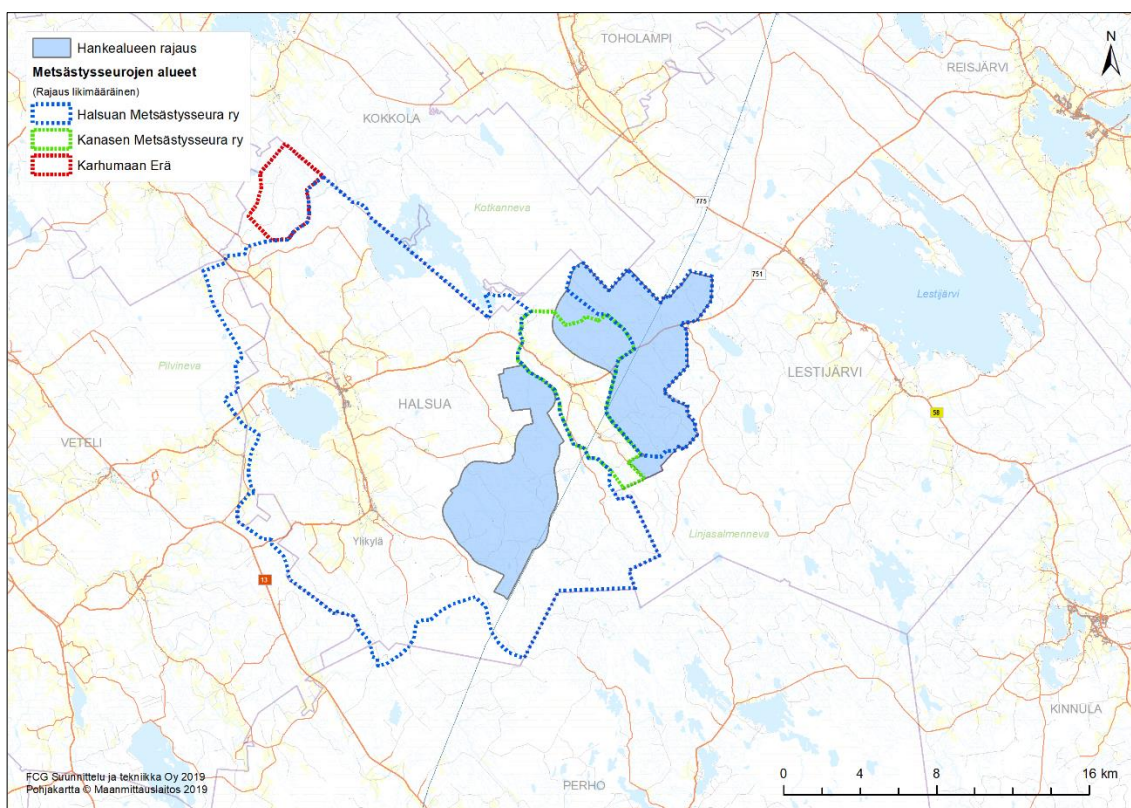 Hankealueen rajaus
Metsästysseurojen alueet
(Rajaus likimääräinen)
Halsuan Metsästysseura ry
Kanasen Metsästysseura ry
Karhumaan Erä
TOHOLAMPI
N
REISJÄRVI
KOKKOLA
Kotkanneva
775
751
Lestijärvi
Pilvineva
LESTIJÄRVI
HALSUA
58
VETELI
Ylikylä
Linjasalmenneva
13
KINNULA
PERHO
FCG Suunnittelu ja tekniikka Oy 2019
Pohjakartta © Maanmittauslaitos 2019
0 4 8 16 km